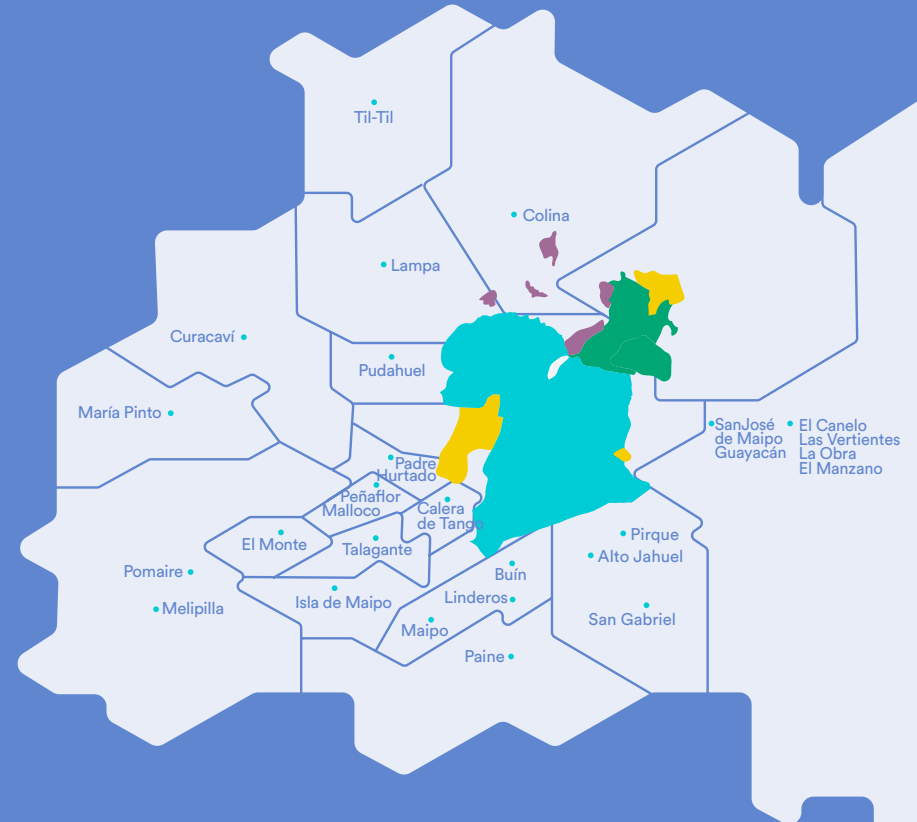 Til-Til
Colina
Lampa
Curacaví
Pudahuel
María Pinto
SanJosé
de Maipo
Guayacán
El Canelo
Las Vertientes
La Obra
El Manzano
Padre
Hurtado
Peñaflor
Malloco
Calera
de Tango
El Monte
Talagante
Pirque
Alto Jahuel
Pomaire
Buín
Melipilla
Isla de Maipo
Linderos
San Gabriel
Maipo
Paine